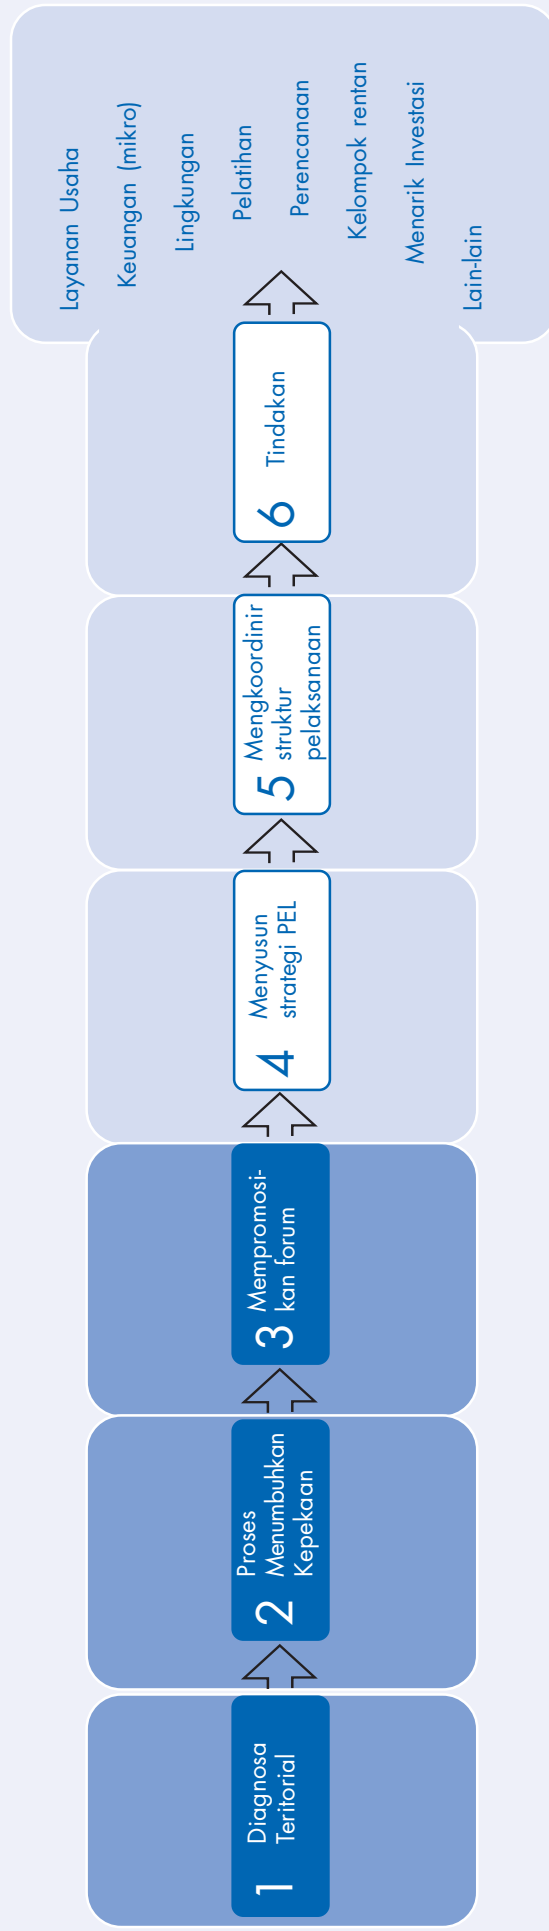 1
Diagnosa
Teritorial
2
Proses
Menumbuhkan
Kepekaan
3
Mempromosi-
kan forum
4
Menyusun
strategi PEL
5
Mengkoordinir
struktur
pelaksanaan
6
Tindakan
Layanan Usaha
Keuangan (mikro)
Lingkungan
Pelatihan
Perencanaan
Kelompok rentan
Menarik Investasi
Lain-lain